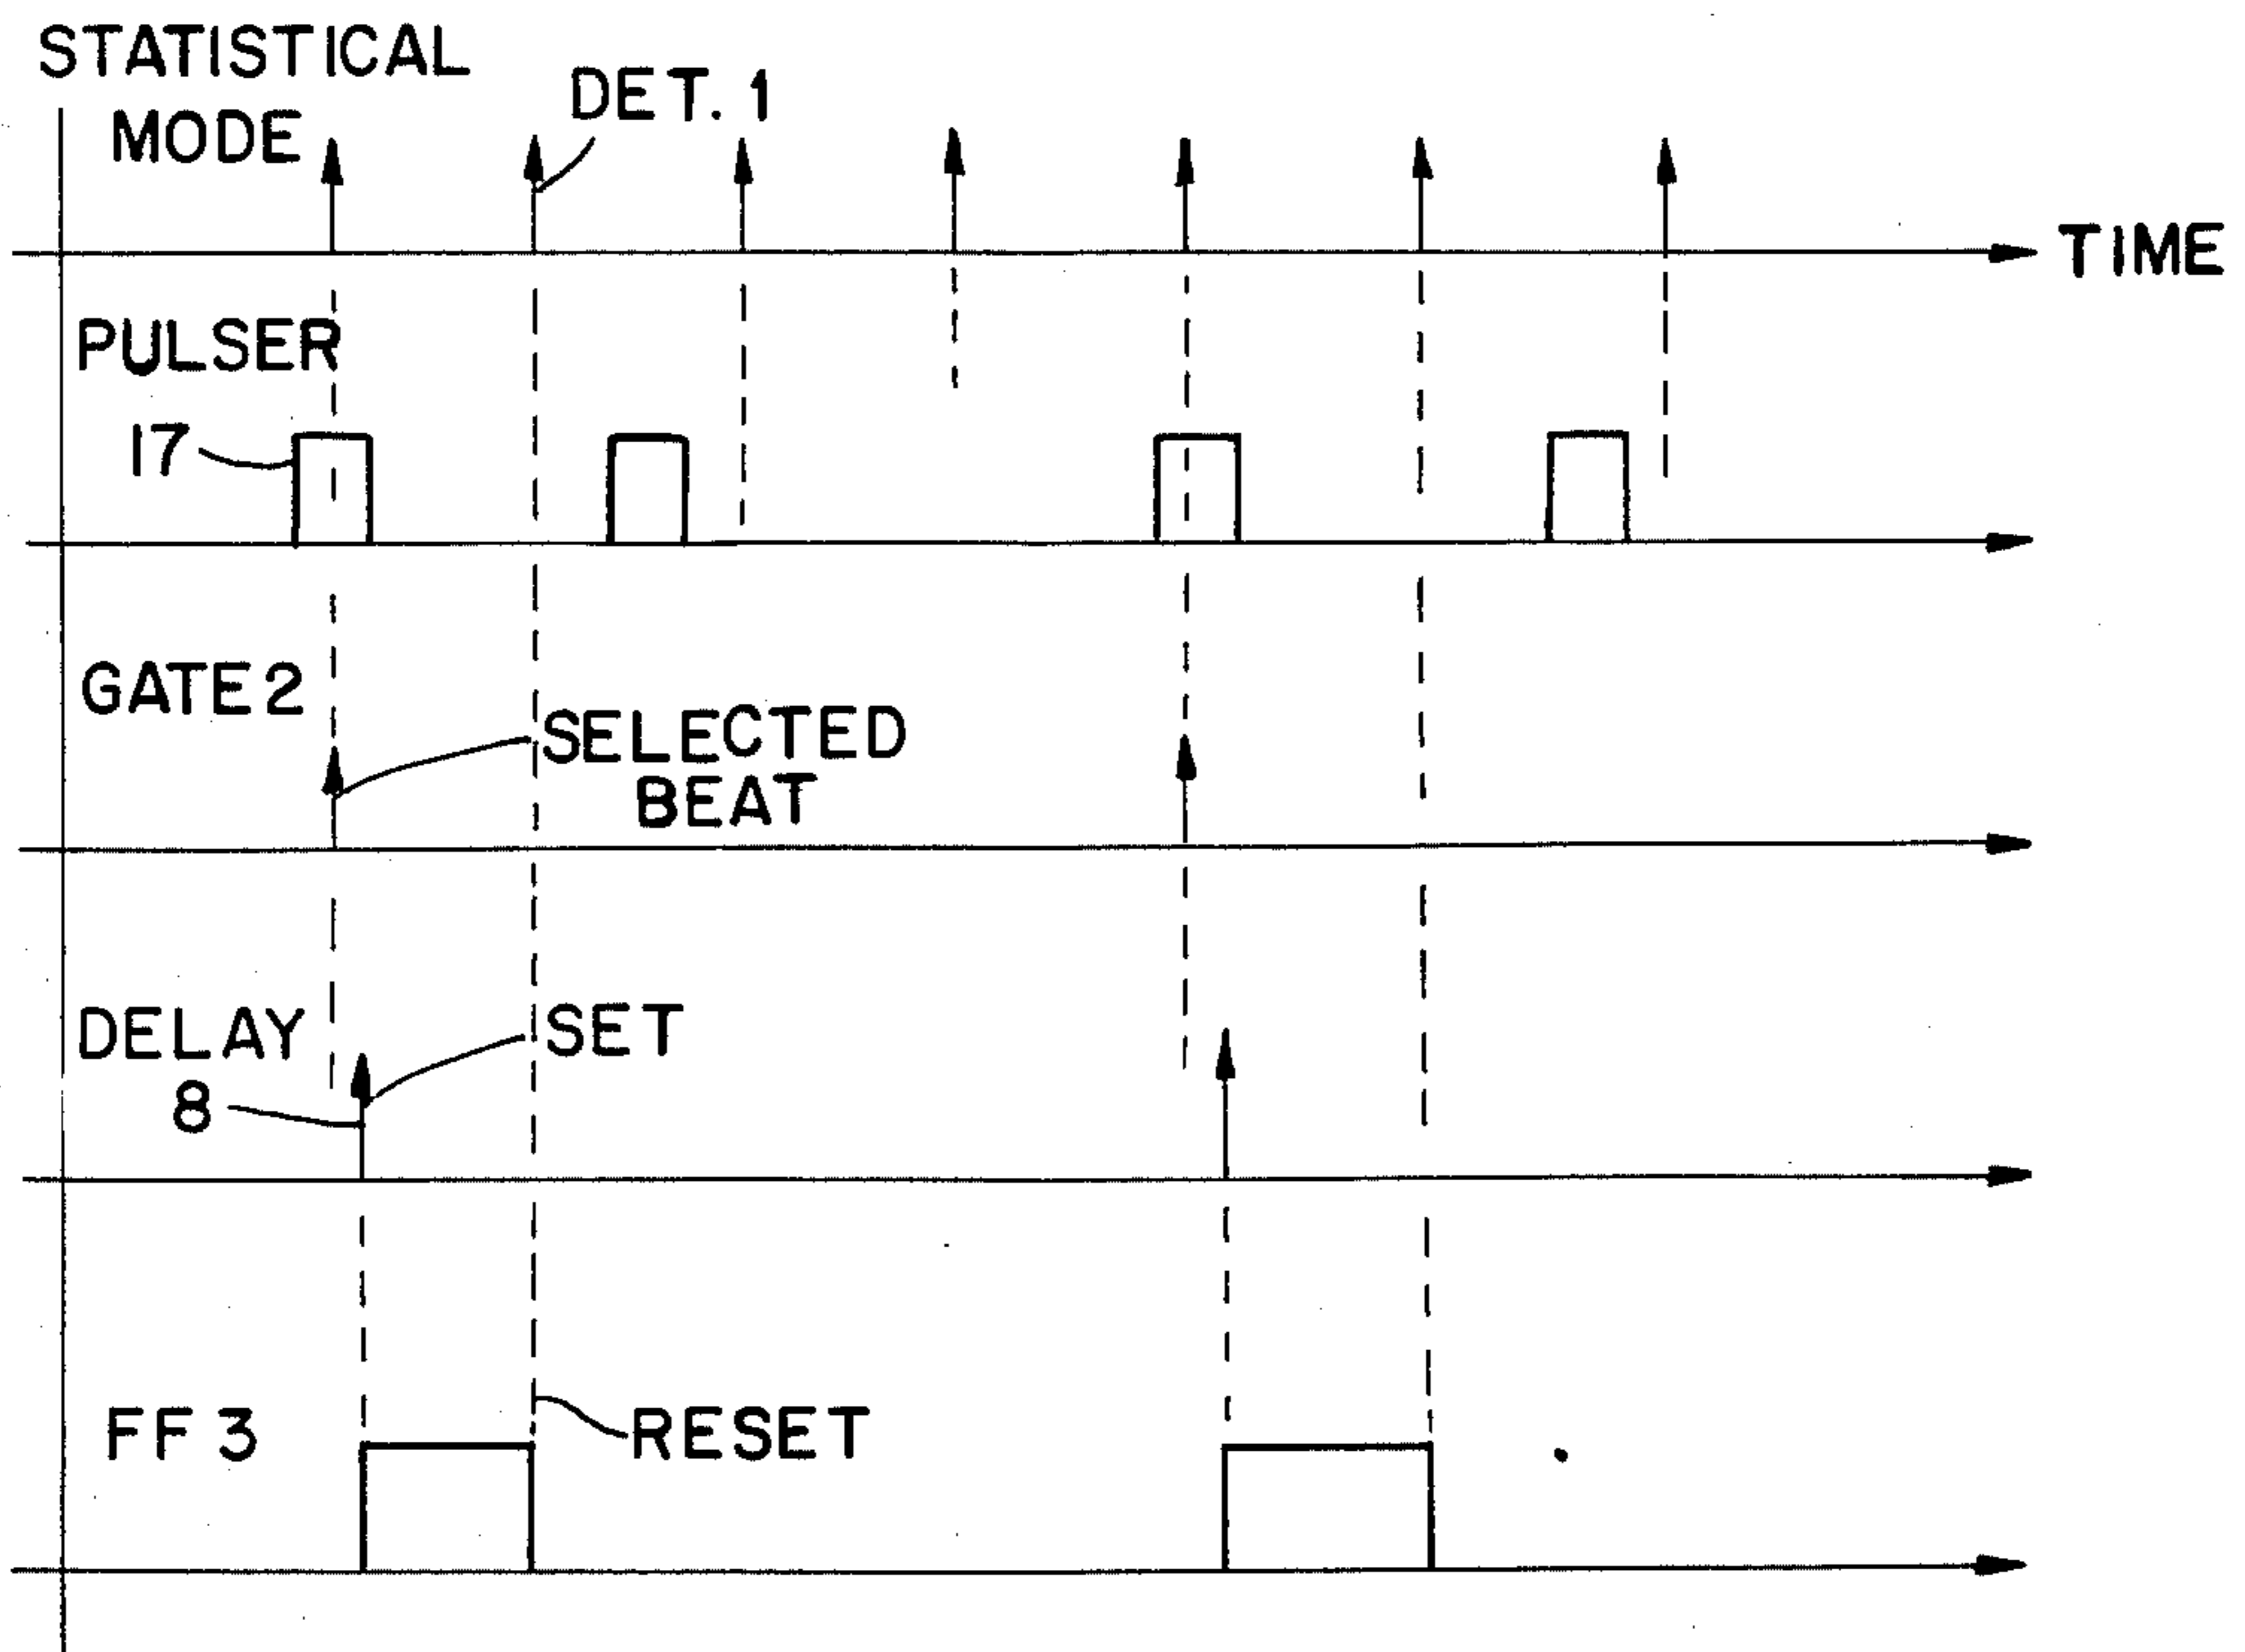 STATISTICAL
MODE
DET. 1
TIME
PULSER
17
GATE 2
SELECTED
BEAT
DELAY
8
SET
FF 3
RESET